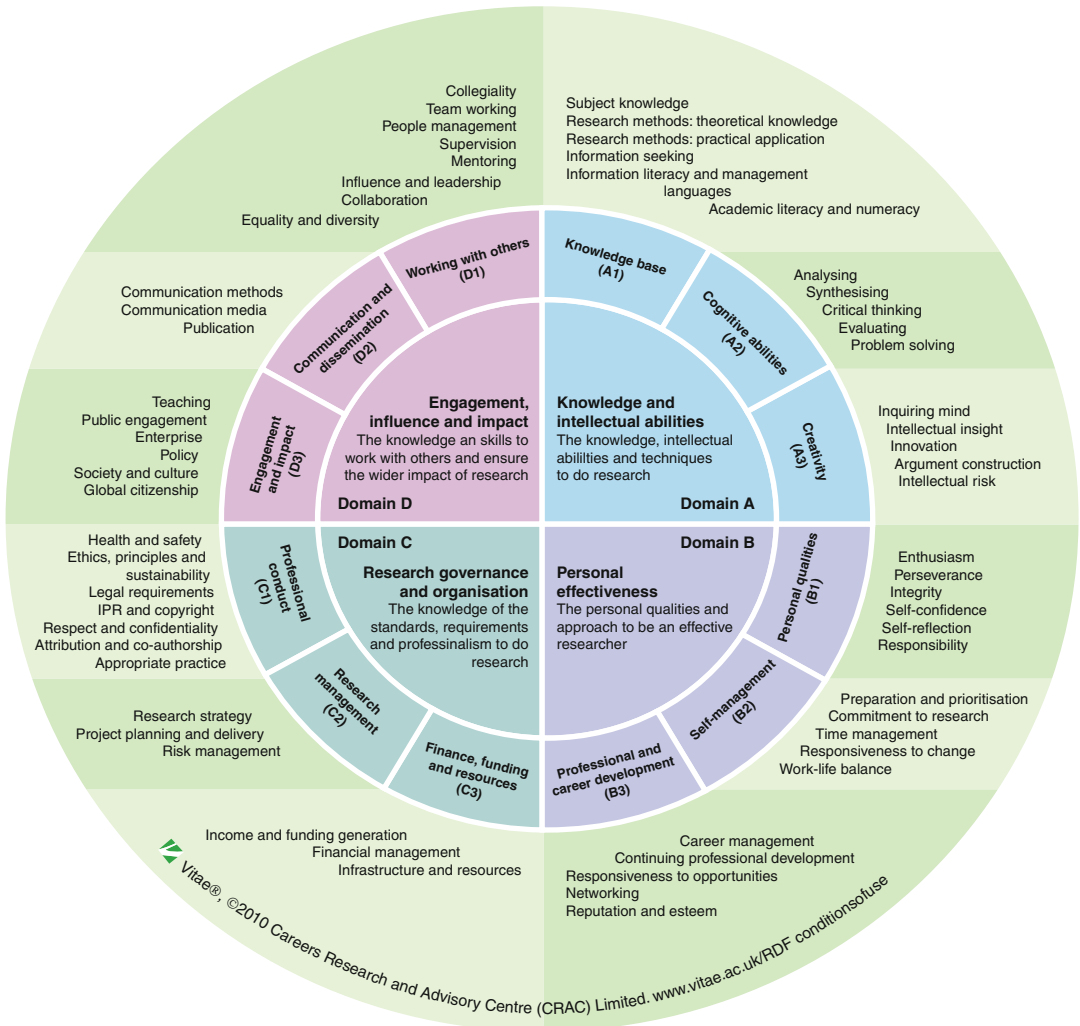 Collegiality
Team working
People management
Supervision
Mentoring
Influence and leadership
Collaboration
Equality and diversity
Subject knowledge
Research methods: theoretical knowledge
Research methods: practical application
Information seeking
Information literacy and management
languages
Academic literacy and numeracy
Working with others
(D1)
Knowledge base
(A1)
Communication methods
Communication media
Publication
Communication and
dissemination
(D2)
Cognitive abilities
(A2)
Analysing
Synthesising
Critical thinking
Evaluating
Problem solving
Teaching
Public engagement
Enterprise
Policy
Society and culture
Global citizenship
Engagement
and impact
(D3)
Engagement,
influence and impact
The knowledge an skills to
work with others and ensure
the wider impact of research
Domain D
Knowledge and
intellectual abilities
The knowledge, intellectual
abililties and techniques
to do research
Domain A
Creativity
(A3)
Inquiring mind
Intellectual insight
Innovation
Argument construction
Intellectual risk
Health and safety
Ethics, principles and
sustainability
Legal requirements
IPR and copyright
Respect and confidentiality
Attribution and co-authorship
Appropriate practice
Professional
conduct
(C1)
Domain C
Research governance
and organisation
The knowledge of the
standards, requirements
and professinalism to do
research
Domain B
Personal
effectiveness
The personal qualities and
approach to be an effective
researcher
Personal qualities
(B1)
Enthusiasm
Perseverance
Integrity
Self-confidence
Self-reflection
Responsibility
Research strategy
Project planning and delivery
Risk management
Research
management
(C2)
Self-management
(B2)
Preparation and prioritisation
Commitment to research
Time management
Responsiveness to change
Work-life balance
Finance, funding
and resources
(C3)
Professional and
career development
(B3)
Income and funding generation
Financial management
Infrastructure and resources
Career management
Continuing professional development
Responsiveness to opportunities
Networking
Reputation and esteem
Vitae®, ©2010 Careers Research and Advisory Centre (CRAC) Limited. www.vitae.ac.uk/RDF conditionsofuse